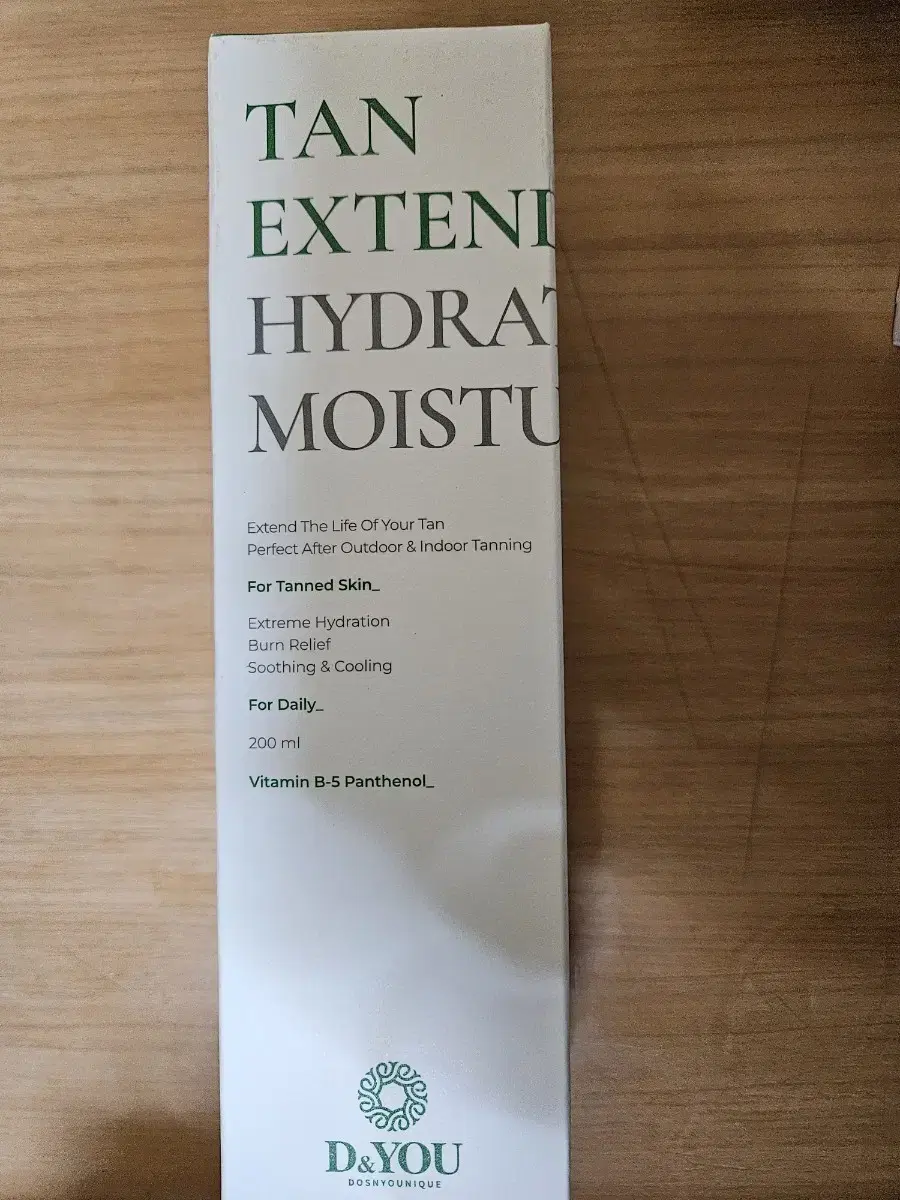 TAN
EXTEND
HYDRAT
MOISTU
Extend The Life Of Your Tan
Perfect After Outdoor & Indoor Tanning
For Tanned Skin_
Extreme Hydration
Burn Relief
Soothing & Cooling
For Daily_
200 ml
Vitamin B-5 Panthenol_
D&YOU
DOSNYOUNIQUE